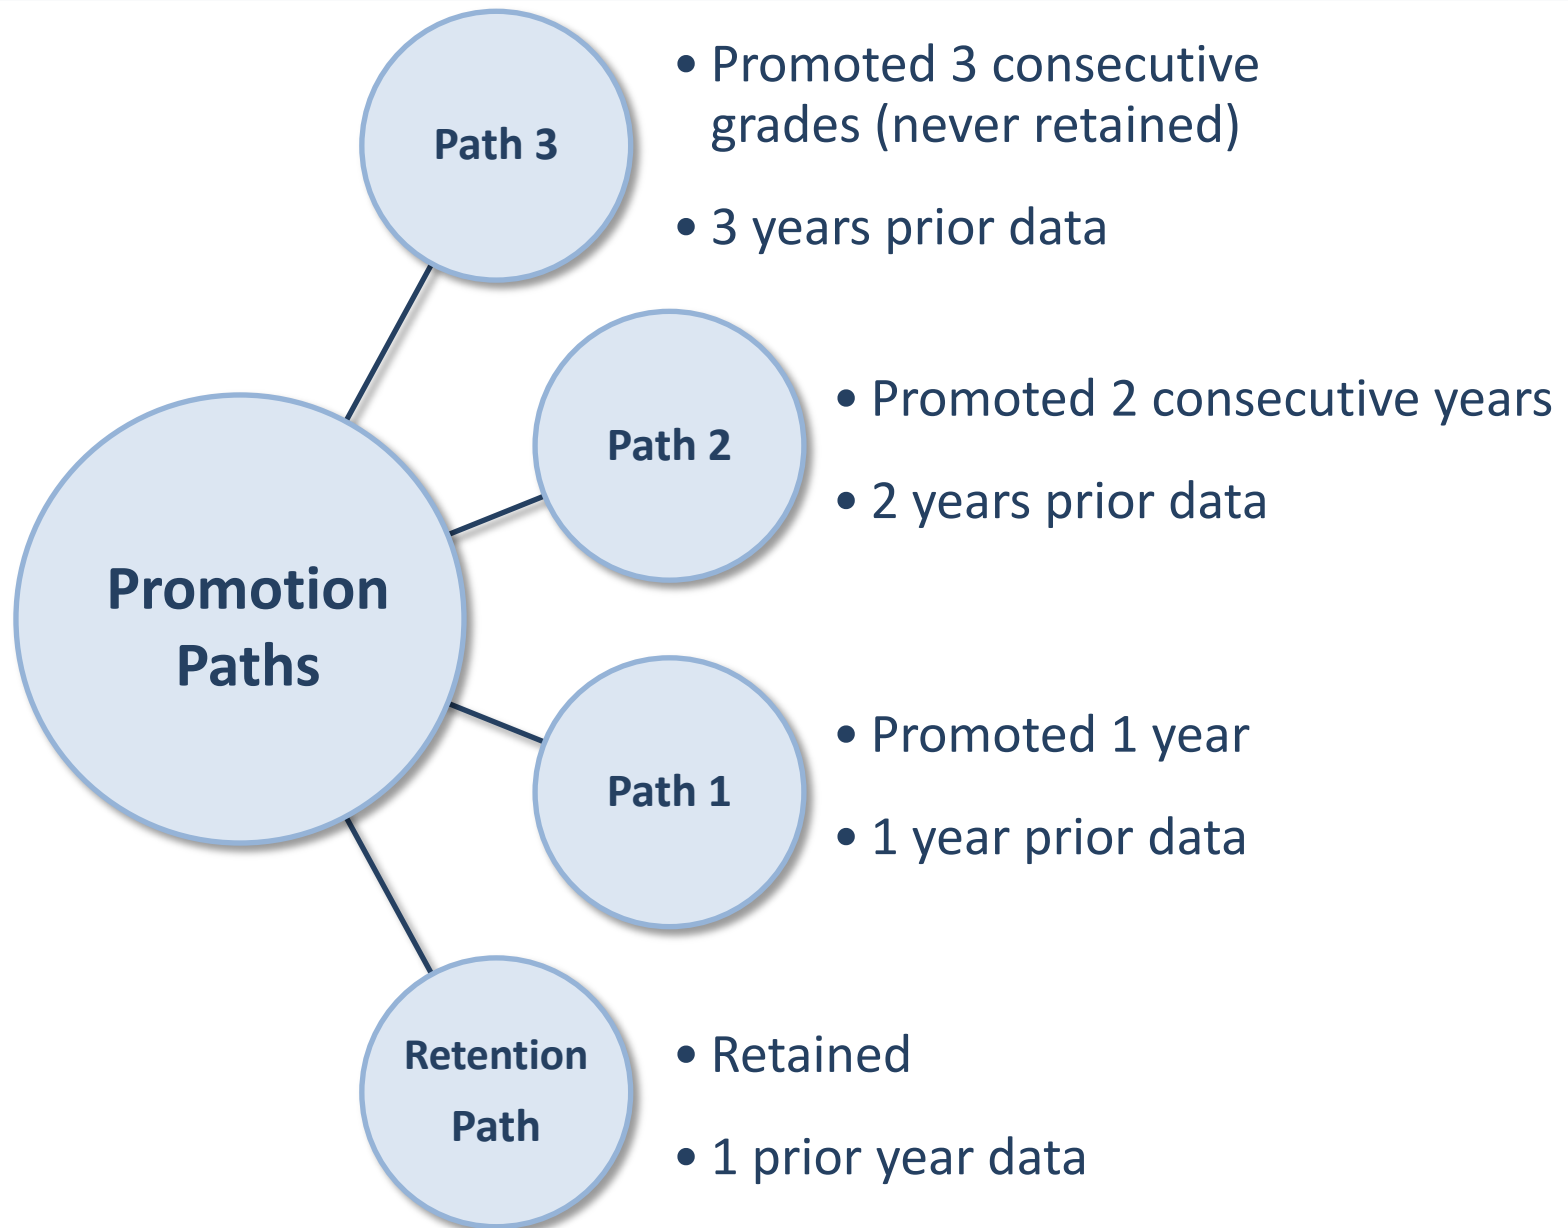 Path 3
• Promoted 3 consecutive
grades (never retained)
• 3 years prior data
Path 2
• Promoted 2 consecutive years
• 2 years prior data
Promotion
Paths
Path 1
• Promoted 1 year
• 1 year prior data
Retention
Path
• Retained
• 1 prior year data